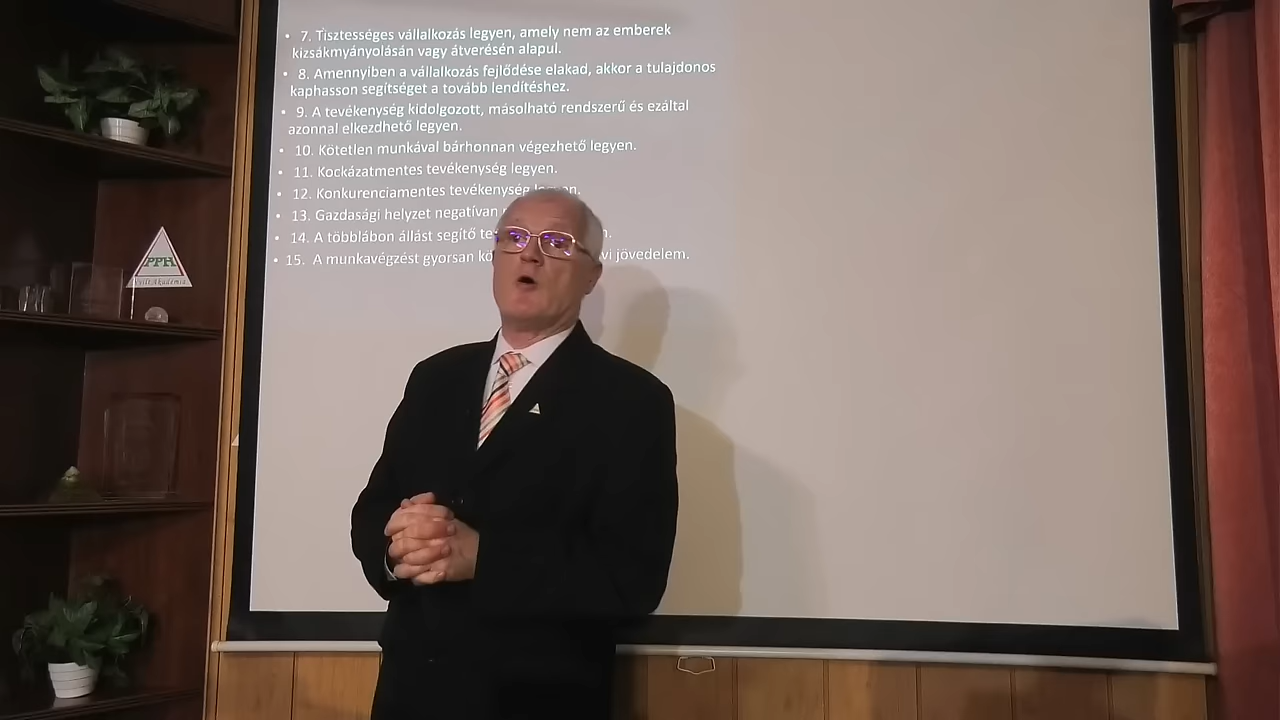 • 7. Tisztességes vállalkozás legyen, amely nem az emberek
kizsákmányolásán vagy átverésén alapul.
• 8. Amennyiben a vállalkozás fejlődése elakad, akkor a tulajdonos
kaphasson segítséget a tovább lendítéshez.
• 9. A tevékenység kidolgozott, másolható rendszerű és ezáltal
azonnal elkezdhető legyen.
• 10. Kötetlen munkával bárhonnan végezhető legyen.
• 11. Kockázatmentes tevékenység legyen.
• 12. Konkurenciamentes tevékenység
• 13. Gazdasági helyzet negatívan
• 14. A többlábon állást segítő
• 15. A munkavégzést gyorsan jövedelem.
PPH